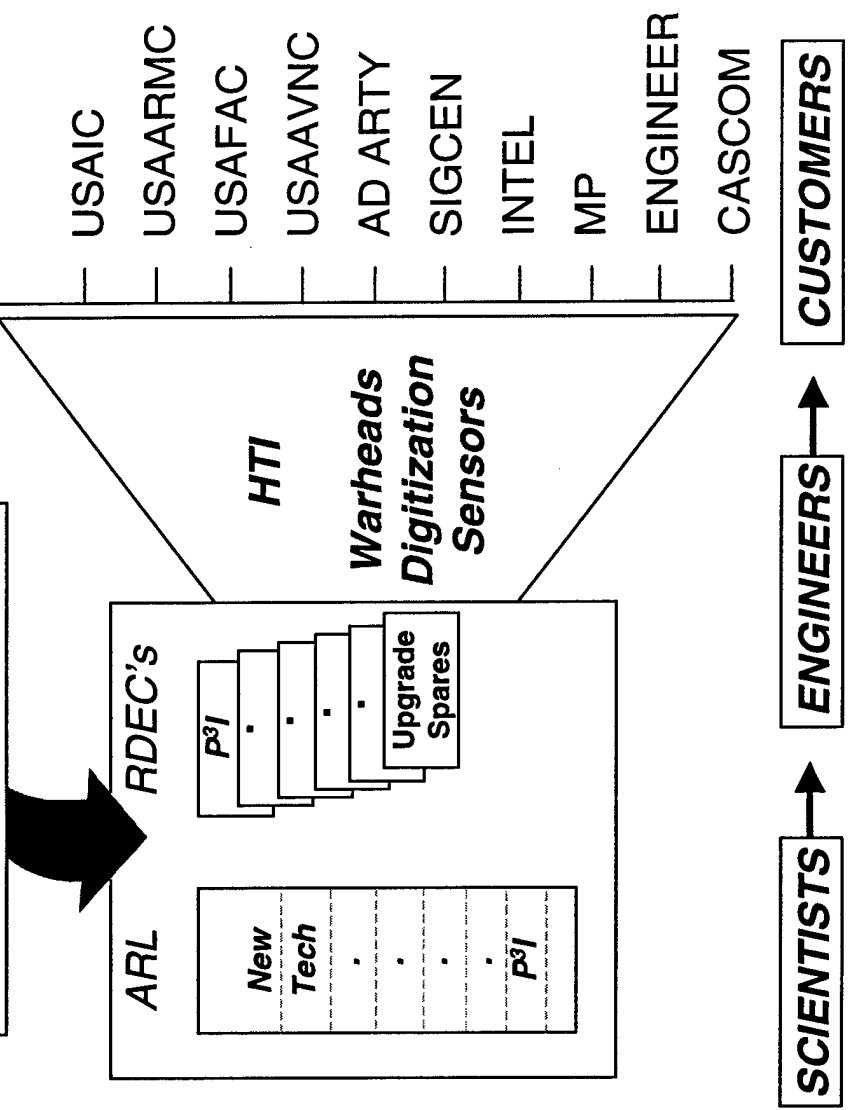 ARL
RDEC's
New
Tech
.
.
.
.
P³I
P³I
.
.
.
.
Upgrade
Spares
HTI
Warheads
Digitization
Sensors
USAIC
USAARMC
USAFAC
USAAVNC
AD ARTY
SIGCEN
INTEL
MP
ENGINEER
CASCOM
SCIENTISTS
ENGINEERS
CUSTOMERS